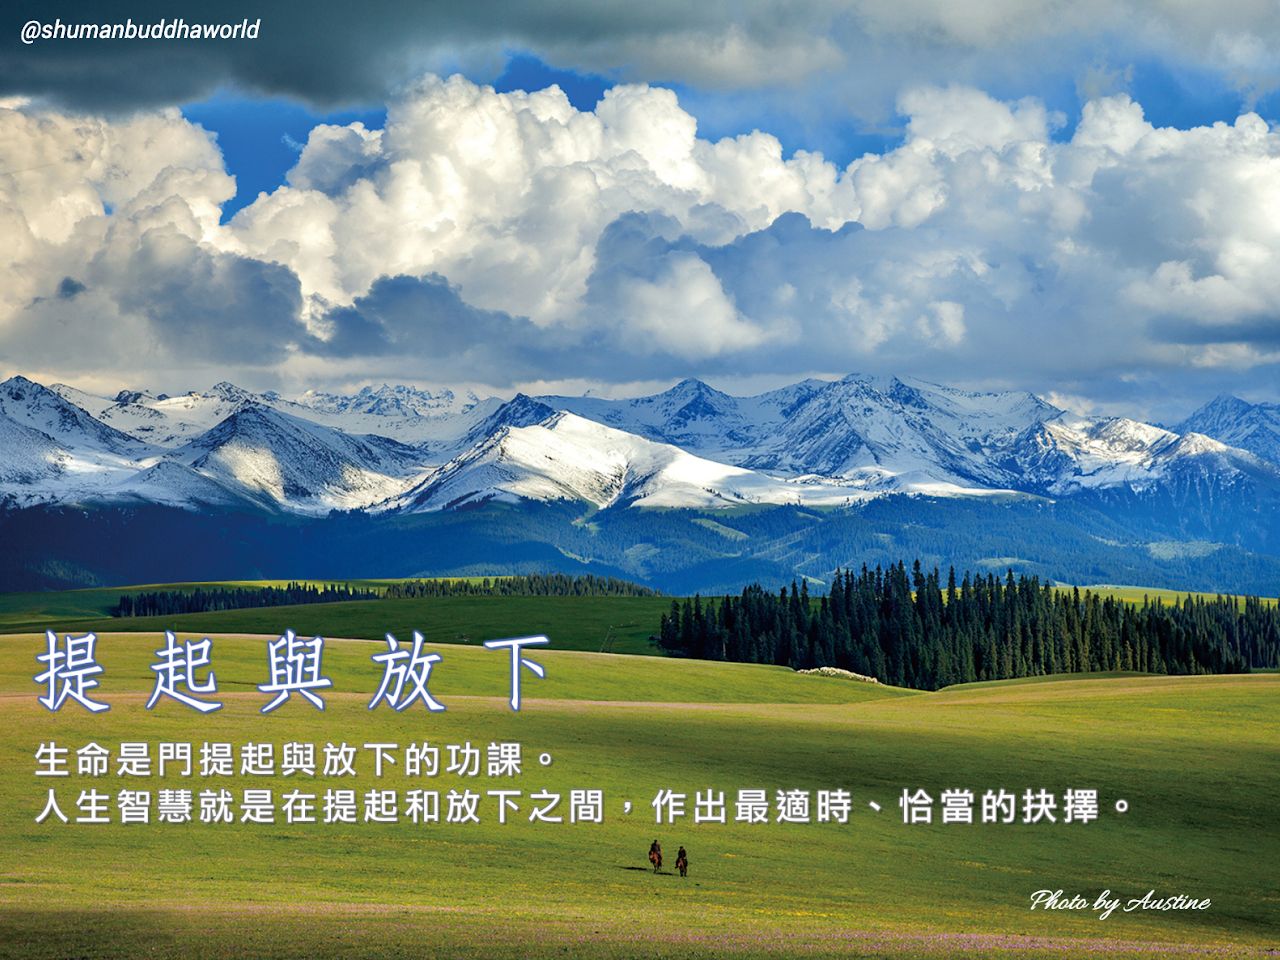 @shumanbuddhaworld
提起與放下
生命是門提起與放下的功課。
人生智慧就是在提起和放下之間，作出最適時、恰當的抉擇。
Photo by Austine